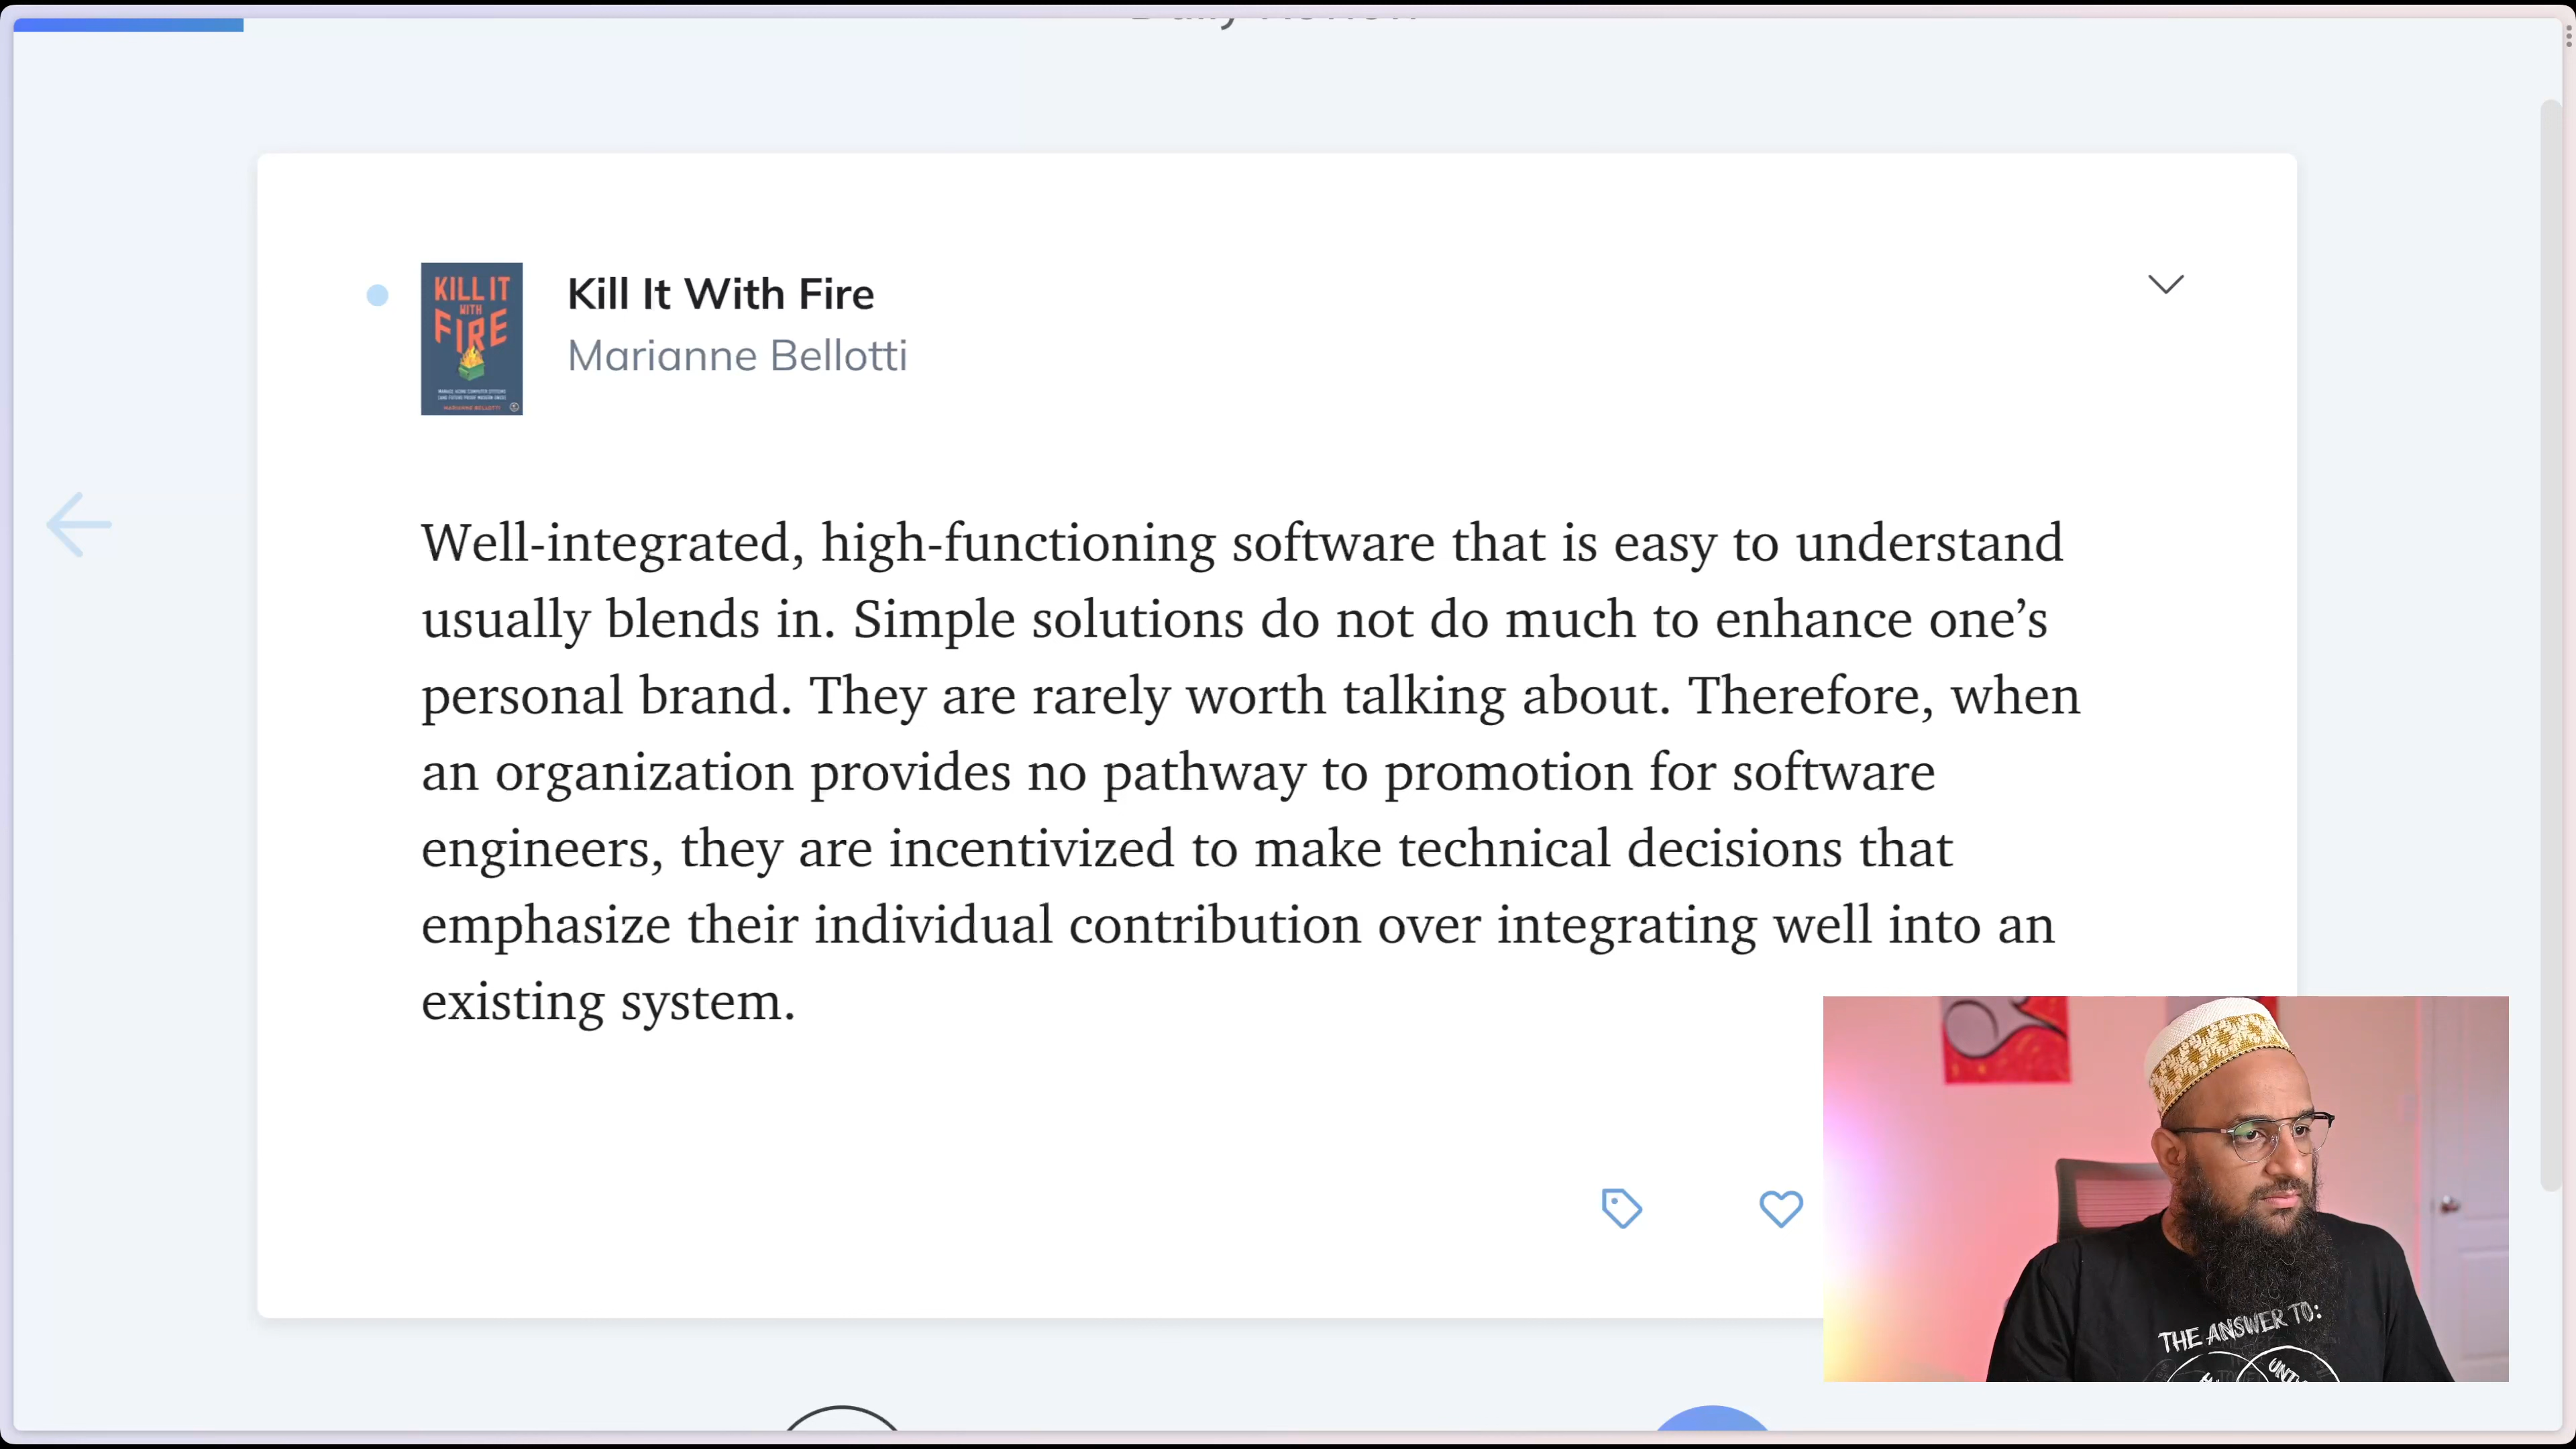 Kill It With Fire
Marianne Bellotti
KILL IT
WITH
FIRE
MARIANNE BELLOTTI
Well-integrated, high-functioning software that is easy to understand
usually blends in. Simple solutions do not do much to enhance one’s
personal brand. They are rarely worth talking about. Therefore, when
an organization provides no pathway to promotion for software
engineers, they are incentivized to make technical decisions that
emphasize their individual contribution over integrating well into an
existing system.
THE ANSWER TO: